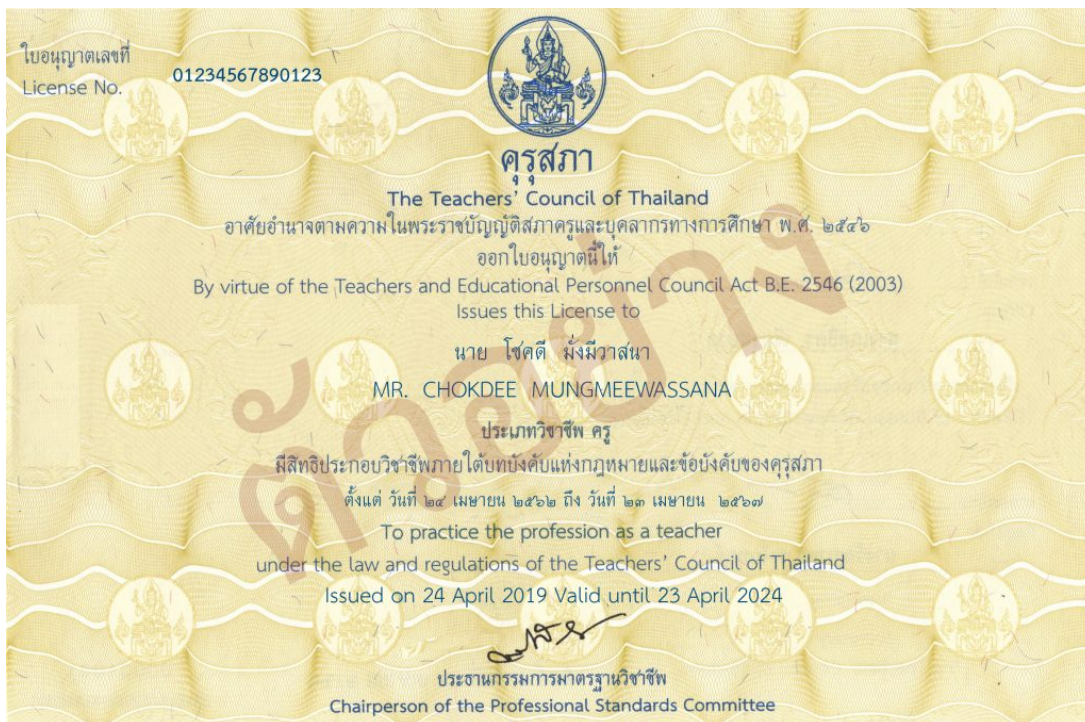 ใบอนุญาตเลขที่
License No. 01234567890123
คุรุสภา
The Teachers' Council of Thailand
อาศัยอำนาจตามความในพระราชบัญญัติสภาครูและบุคลากรทางการศึกษา พ.ศ. ๒๕๔๖
ออกใบอนุญาตนี้ให้
By virtue of the Teachers and Educational Personnel Council Act B.E. 2546 (2003)
Issues this License to
นาย โชคดี มั่งมีวาสนา
MR. CHOKDEE MUNGMEEWASSANA
ประเภทวิชาชีพ ครู
มีสิทธิประกอบวิชาชีพภายใต้บทบังคับแห่งกฎหมายและข้อบังคับของคุรุสภา
ตั้งแต่ วันที่ ๒๔ เมษายน ๒๕๖๒ ถึง วันที่ ๒๓ เมษายน ๒๕๖๗
To practice the profession as a teacher
under the law and regulations of the Teachers' Council of Thailand
Issued on 24 April 2019 Valid until 23 April 2024
ประธานกรรมการมาตรฐานวิชาชีพ
Chairperson of the Professional Standards Committee
ตัวอย่าง